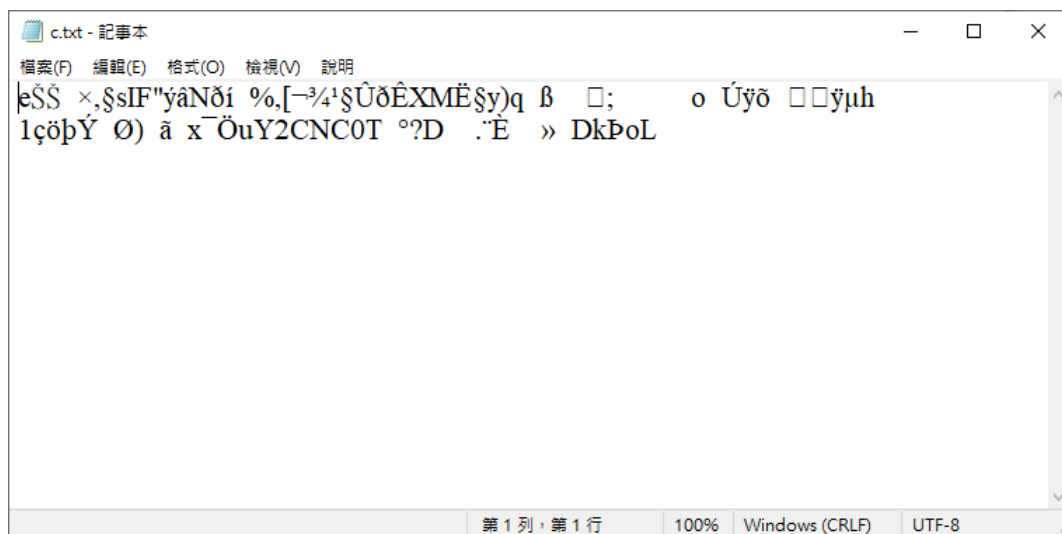 c.txt - 記事本
檔案(F) 編輯(E) 格式(O) 檢視(V) 說明
eŠŠ ×,§sIF"ýâNðí %,[¬¾¹§ÛðÊXMË§y)q ß □; o Úÿõ □□ÿµh
1çöþÝ Ø) ã x¯ÖuY2CNC0T °?D .¨È » DkÞoL
第 1 列，第 1 行 100% Windows (CRLF) UTF-8